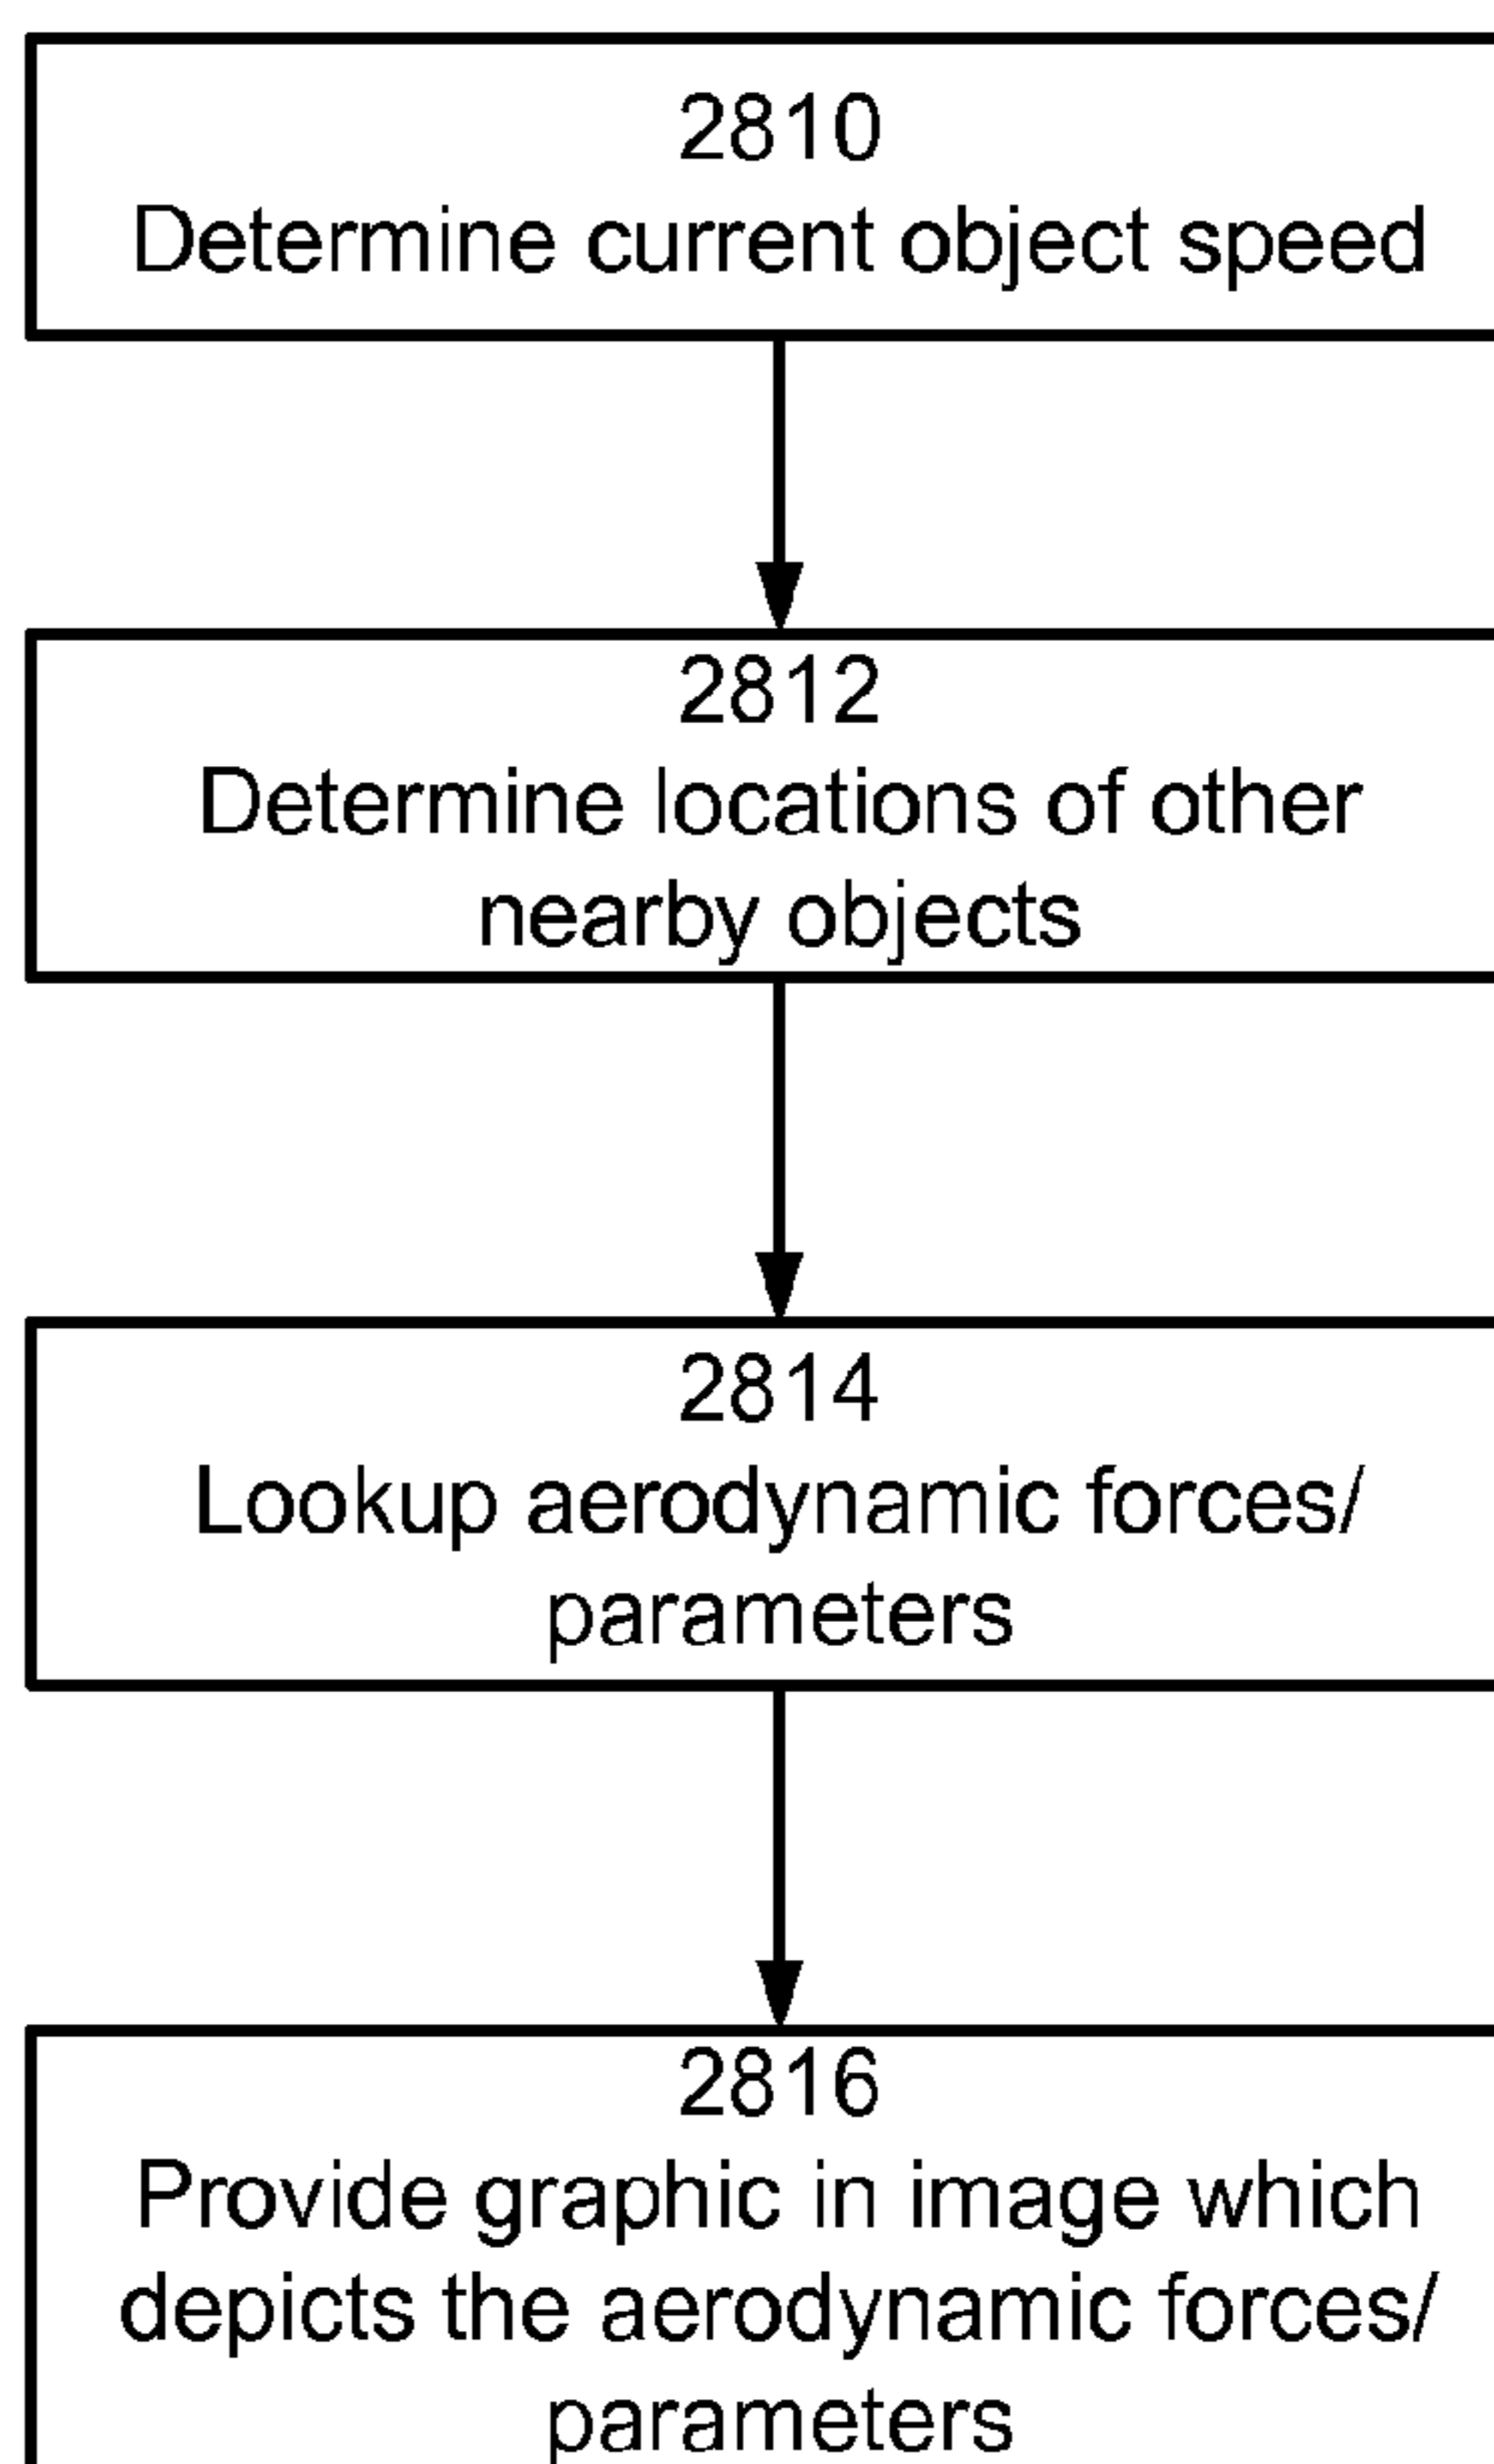 2810
Determine current object speed
2812
Determine locations of other
nearby objects
2814
Lookup aerodynamic forces/
parameters
2816
Provide graphic in image which
depicts the aerodynamic forces/
parameters